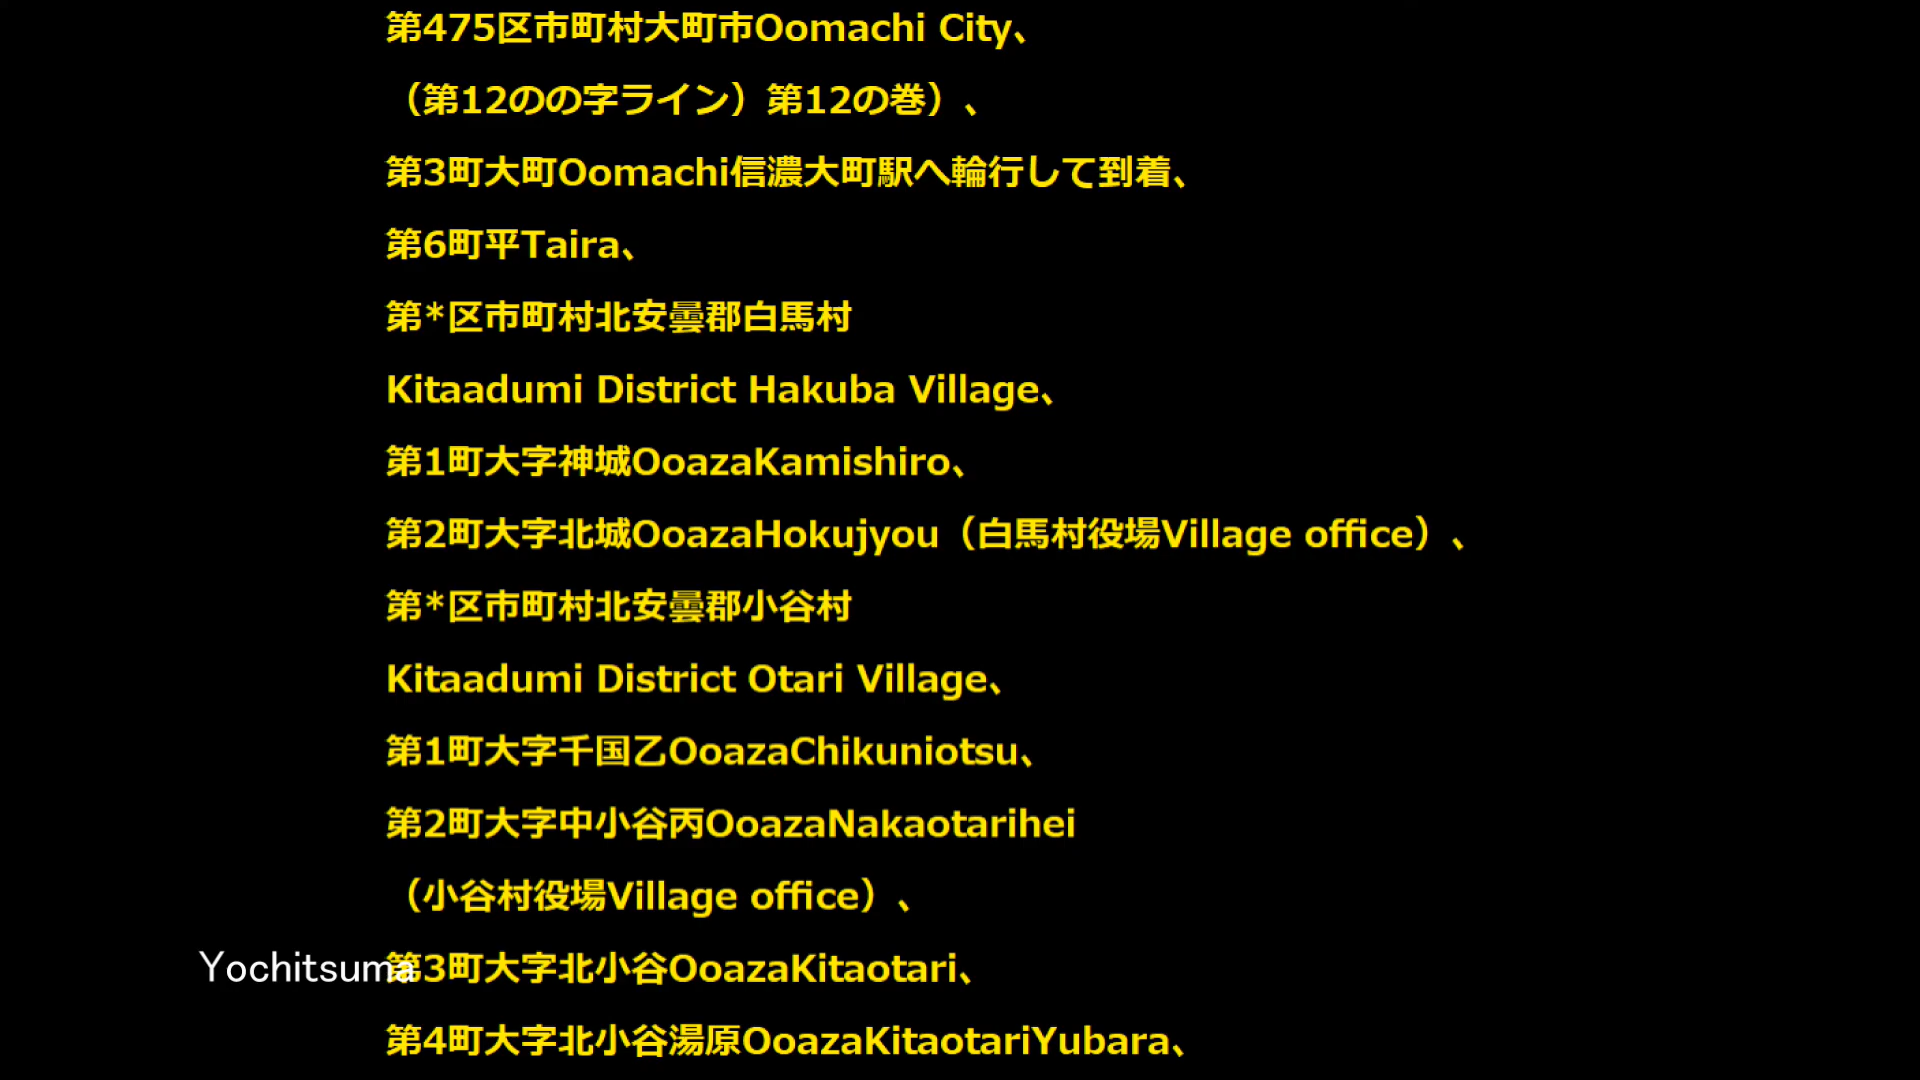 第475区市町村大町市Oomachi City、
（第12のの字ライン）第12の巻）、
第3町大町Oomachi信濃大町駅へ輪行して到着、
第6町平Taira、
第*区市町村北安曇郡白馬村
Kitaadumi District Hakuba Village、
第1町大字神城OoazaKamishiro、
第2町大字北城OoazaHokujyou（白馬村役場Village office）、
第*区市町村北安曇郡小谷村
Kitaadumi District Otari Village、
第1町大字千国乙OoazaChikuniotsu、
第2町大字中小谷丙OoazaNakaotarihei
（小谷村役場Village office）、
Yochitsuma
第3町大字北小谷OoazaKitaotari、
第4町大字北小谷湯原OoazaKitaotariYubara、